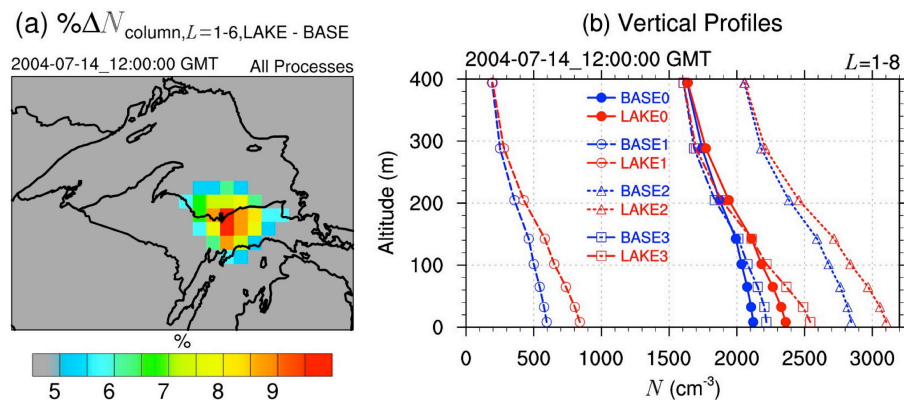 (a) %ΔN column,L=1-6,LAKE - BASE
2004-07-14_12:00:00 GMT All Processes
%
5 6 7 8 9
(b) Vertical Profiles
2004-07-14_12:00:00 GMT L=1-8
Altitude (m)
400
300
200
100
0
BASE0
LAKE0
BASE1
LAKE1
BASE2
LAKE2
BASE3
LAKE3
0 500 1000 1500 2000 2500 3000
N (cm-3)